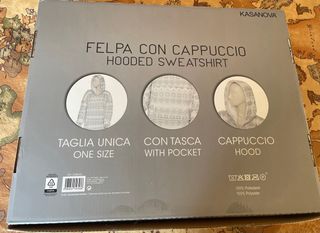 KASANOVA
FELPA CON CAPPUCCIO
HOODED SWEATSHIRT
TAGLIA UNICA
ONE SIZE
CON TASCA
WITH POCKET
CAPPUCCIO
HOOD
100% Poliestere
100% Polyester